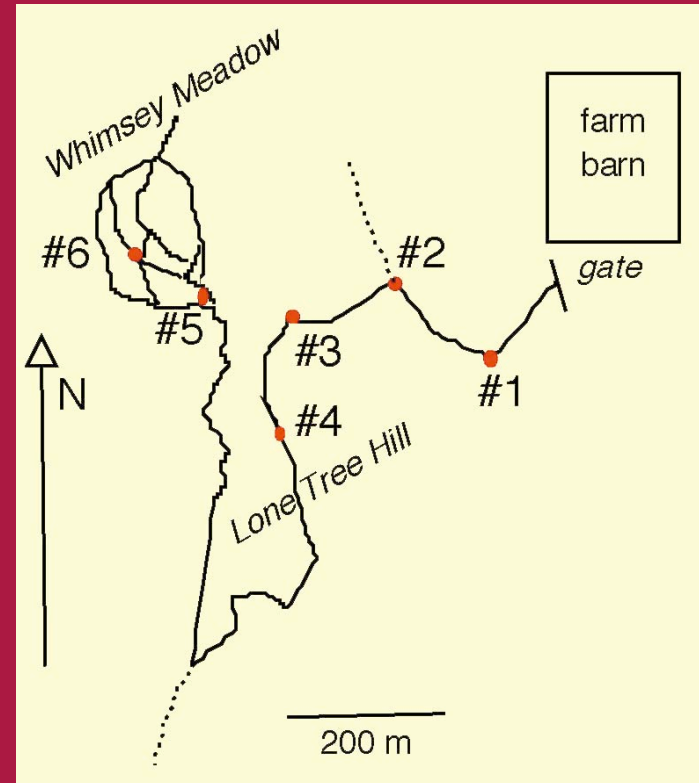 Whimsey Meadow
farm
barn
#6
#2
gate
#5
#3
N
#1
#4
Lone Tree Hill
200 m